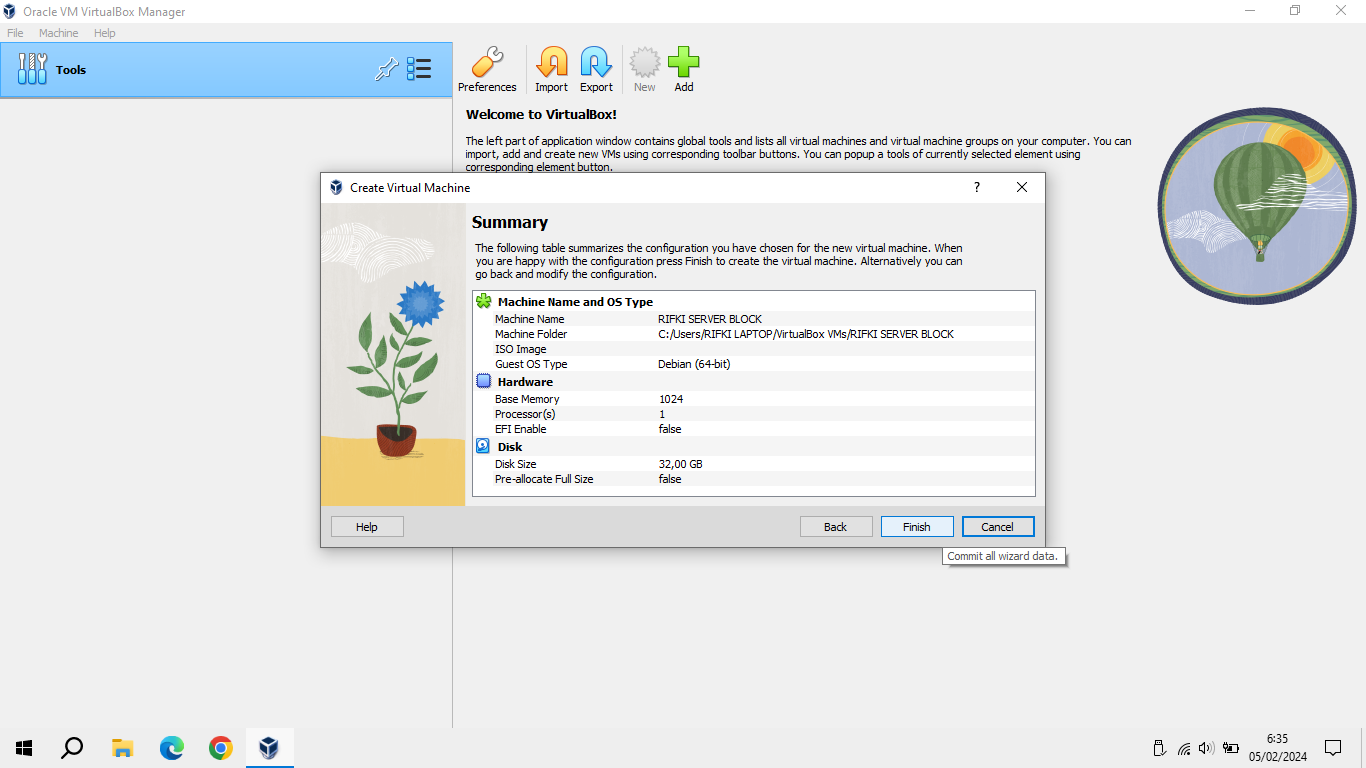 Oracle VM VirtualBox Manager
File Machine Help
Tools
Preferences Import Export New Add
Welcome to VirtualBox!
The left part of application window contains global tools and lists all virtual machines and virtual machine groups on your computer. You can
import, add and create new VMs using corresponding toolbar buttons. You can popup a tools of currently selected element using
corresponding element button.
Create Virtual Machine
?
Summary
The following table summarizes the configuration you have chosen for the new virtual machine. When
you are happy with the configuration press Finish to create the virtual machine. Alternatively you can
go back and modify the configuration.
Machine Name and OS Type
Machine Name RIFKI SERVER BLOCK
Machine Folder C:/Users/RIFKI LAPTOP/VirtualBox VMs/RIFKI SERVER BLOCK
ISO Image
Guest OS Type Debian (64-bit)
Hardware
Base Memory 1024
Processor(s) 1
EFI Enable false
Disk
Disk Size 32,00 GB
Pre-allocate Full Size false
Help Back Finish Cancel
Commit all wizard data.
6:35
05/02/2024